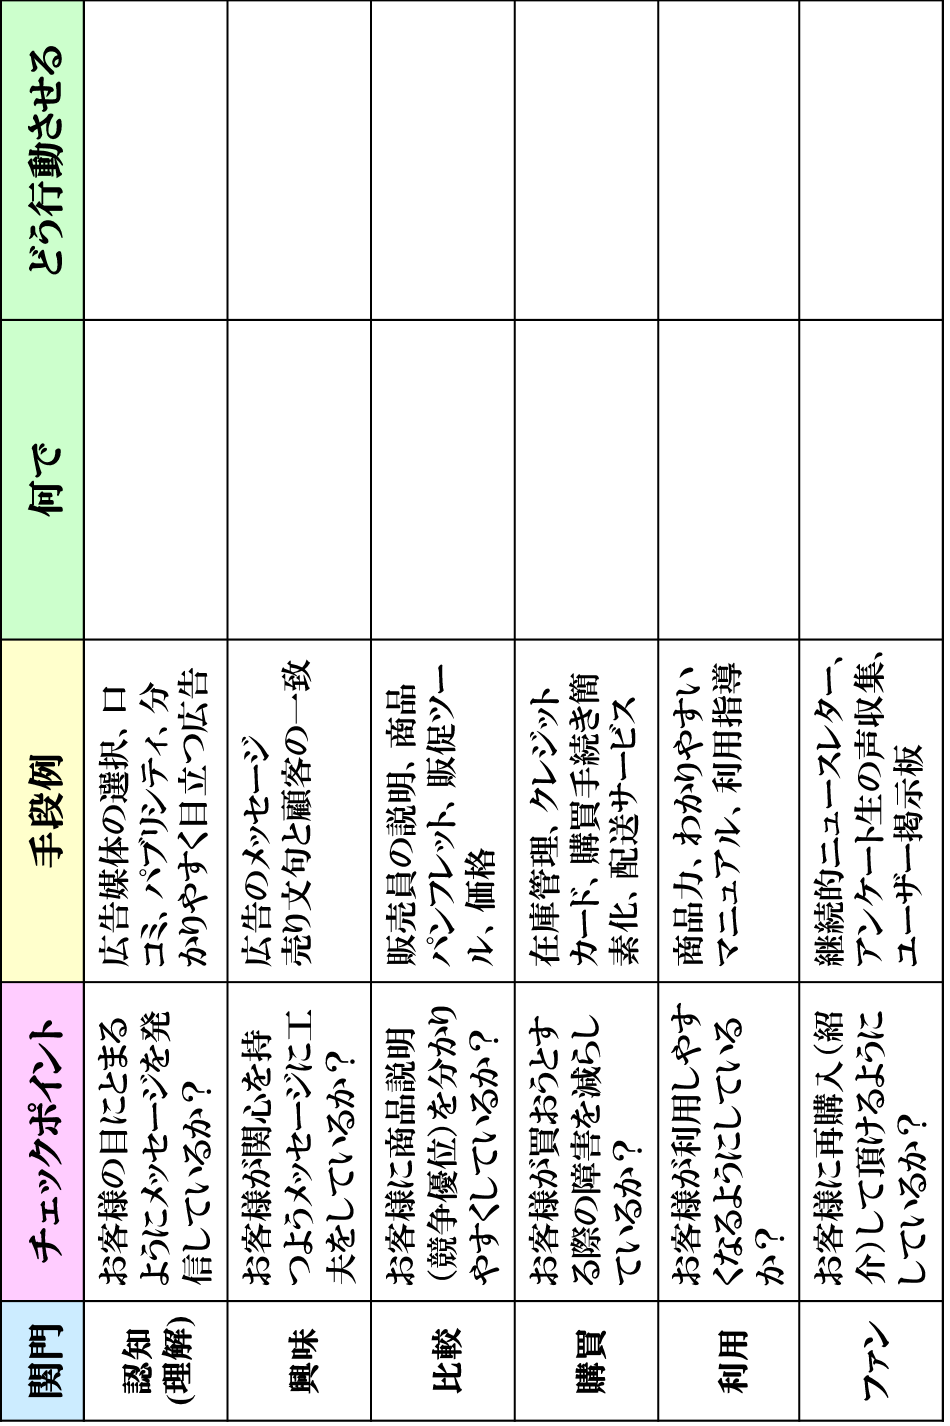 関門
チェックポイント
手段例
何で
どう行動させる
認知
(理解)
お客様の目にとまる
ようにメッセージを発
信しているか？
広告媒体の選択、口
コミ、パブリシティ、分
かりやすく目立つ広告
興味
お客様が関心を持
つようメッセージに工
夫をしているか？
広告のメッセージ
売り文句と顧客の一致
比較
お客様に商品説明
（競争優位）を分かり
やすくしているか？
販売員の説明、商品
パンフレット、販促ツー
ル、価格
購買
お客様が買おうとす
る際の障害を減らし
ているか？
在庫管理、クレジット
カード、購買手続き簡
素化、配送サービス
利用
お客様が利用しやす
くなるようにしている
か？
商品力、わかりやすい
マニュアル、利用指導
ファン
お客様に再購入（紹
介）して頂けるように
しているか？
継続的ニュースレター、
アンケート生の声収集、
ユーザー掲示板